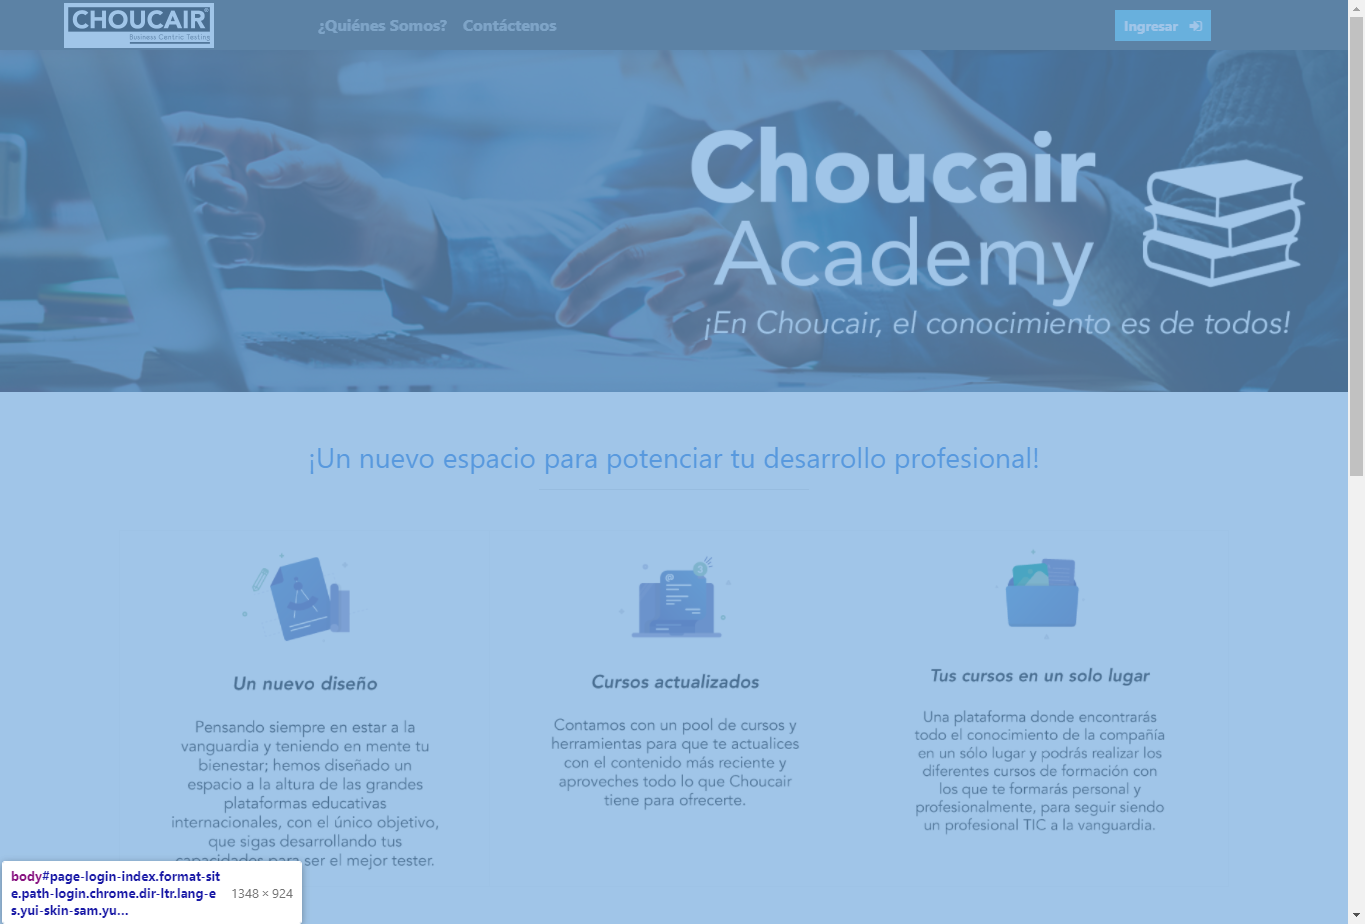 CHOUCAIR®
Business Centric Testing
¿Quiénes Somos? Contáctenos
Ingresar
Choucair
Academy
¡En Choucair, el conocimiento es de todos!
¡Un nuevo espacio para potenciar tu desarrollo profesional!
Un nuevo diseño
Pensando siempre en estar a la
vanguardia y teniendo en mente tu
bienestar; hemos diseñado un
espacio a la altura de las grandes
plataformas educativas
internacionales, con el único objetivo,
que sigas desarrollando tus
capacidades para ser el mejor tester.
Cursos actualizados
Contamos con un pool de cursos y
herramientas para que te actualices
con el contenido más reciente y
aproveches todo lo que Choucair
tiene para ofrecerte.
Tus cursos en un solo lugar
Una plataforma donde encontrarás
todo el conocimiento de la compañía
en un sólo lugar y podrás realizar los
diferentes cursos de formación con
los que te formarás personal y
profesionalmente, para seguir siendo
un profesional TIC a la vanguardia.
body#page-login-index.format-sit
e.path-login.chrome.dir-ltr.lang-e
s.yui-skin-sam.yu...
1348 × 924